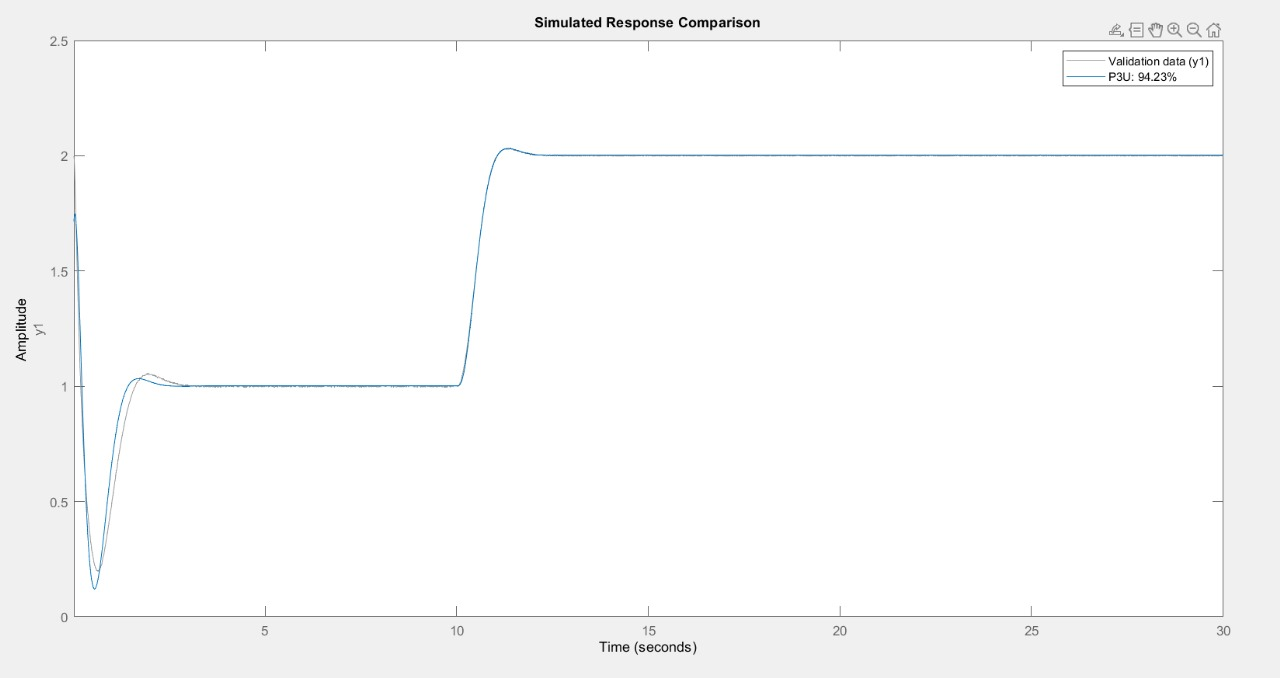 Simulated Response Comparison
Validation data (y1)
P3U: 94.23%
Amplitude
y1
2.5
2
1.5
1
0.5
0
5
10
15
20
25
30
Time (seconds)